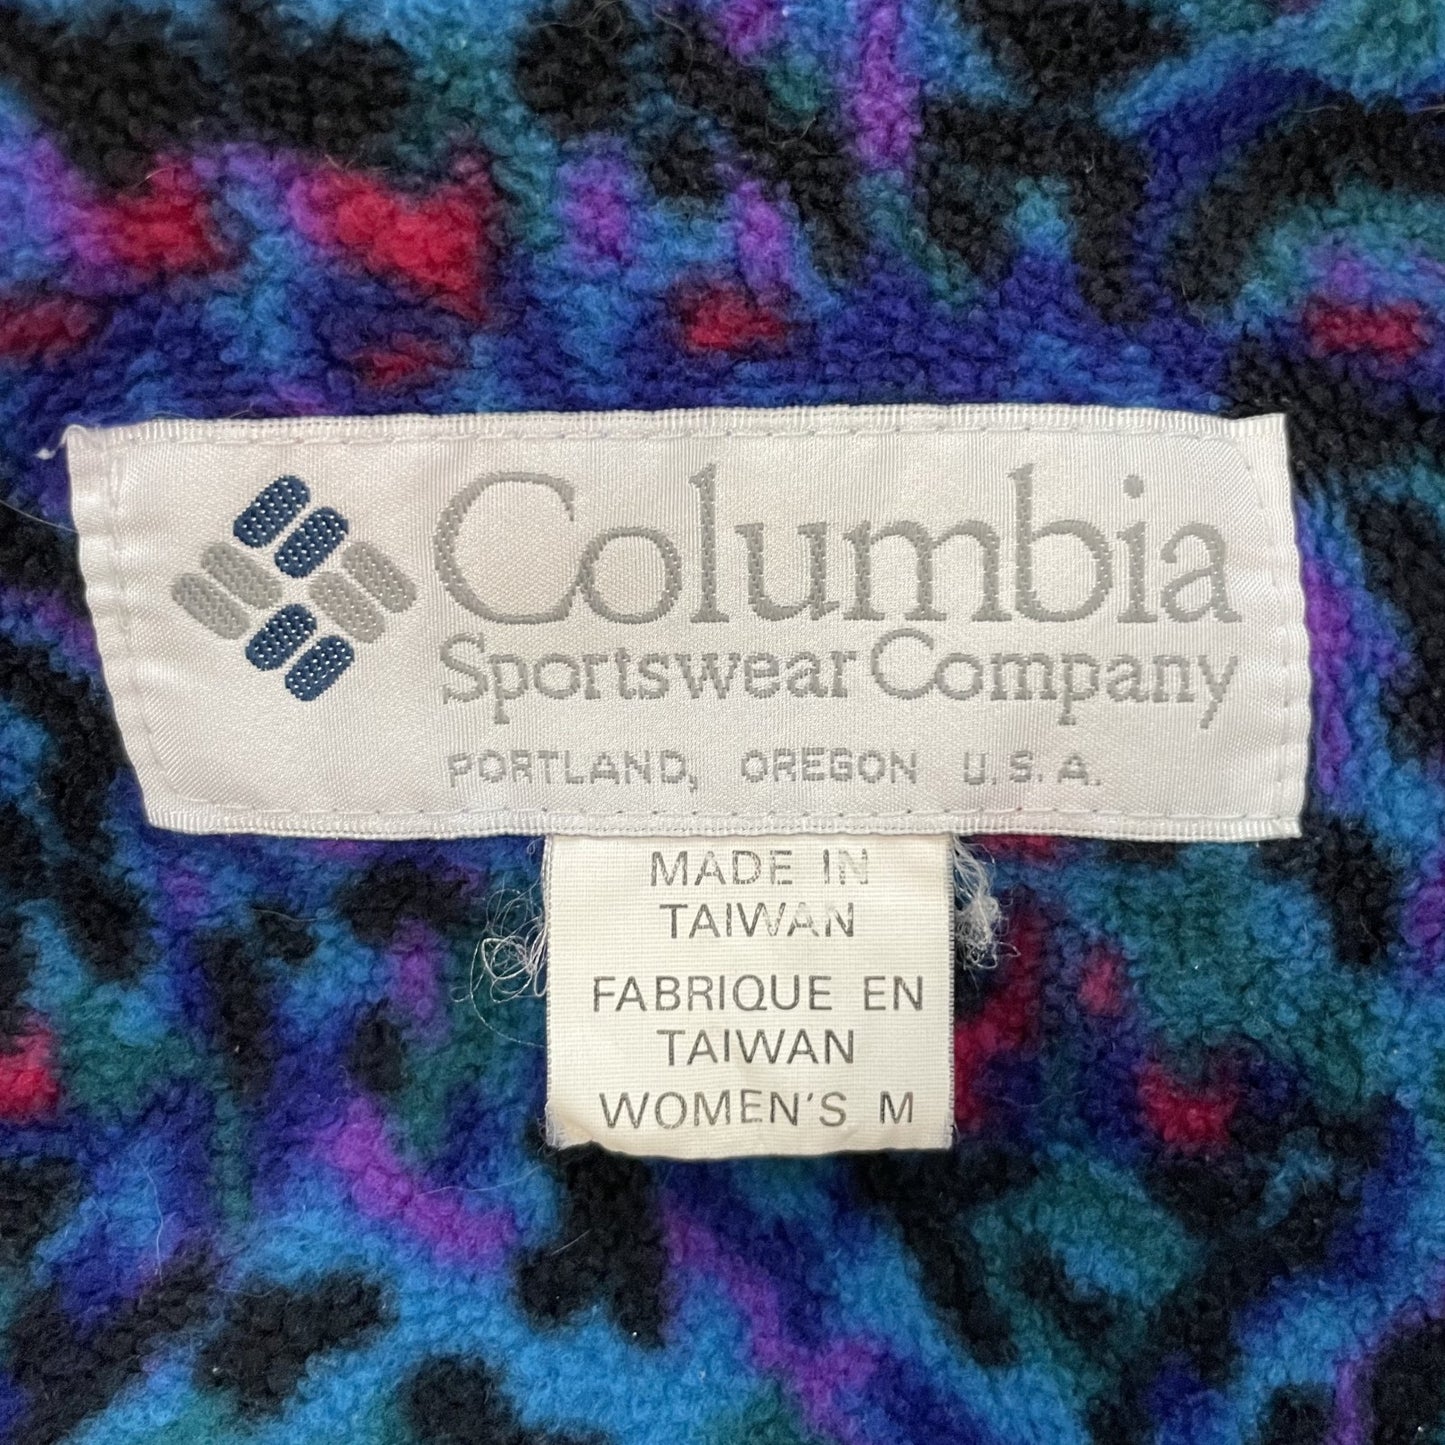 Columbia
Sportswear Company
PORTLAND, OREGON U.S.A.
MADE IN
TAIWAN
FABRIQUE EN
TAIWAN
WOMEN'S M